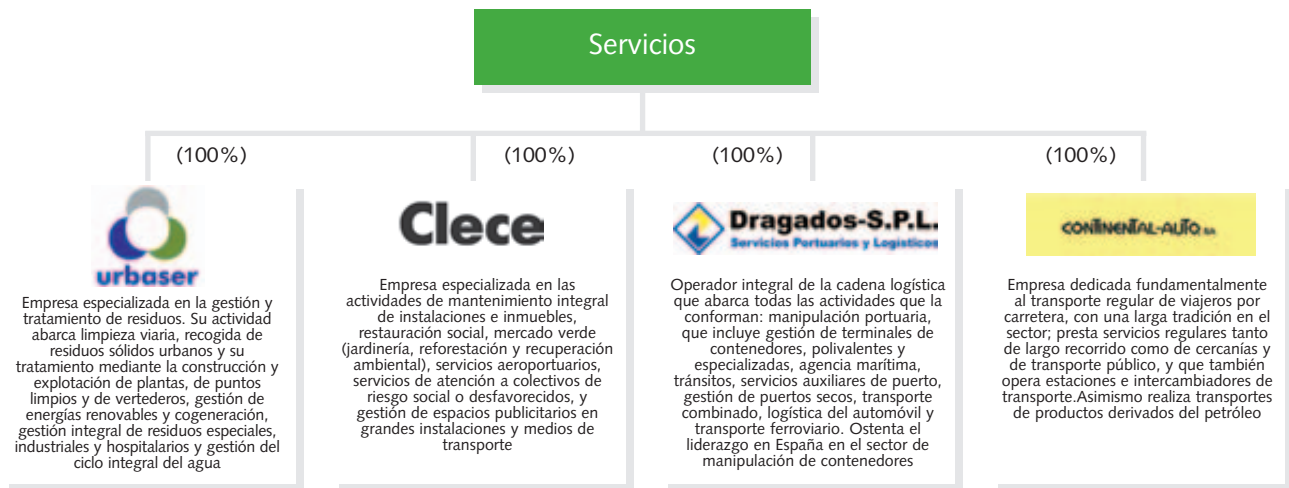 Servicios
(100%)
(100%)
(100%)
(100%)
urbaser
Empresa especializada en la gestión y
tratamiento de residuos. Su actividad
abarca limpieza viaria, recogida de
residuos sólidos urbanos y su
tratamiento mediante la construcción y
explotación de plantas, de puntos
limpios y de vertederos, gestión de
energías renovables y cogeneración,
gestión integral de residuos especiales,
industriales y hospitalarios y gestión del
ciclo integral del agua
Clece
Empresa especializada en las
actividades de mantenimiento integral
de instalaciones e inmuebles,
restauración social, mercado verde
(jardinería, reforestación y recuperación
ambiental), servicios aeroportuarios,
servicios de atención a colectivos de
riesgo social o desfavorecidos, y
gestión de espacios publicitarios en
grandes instalaciones y medios de
transporte
Dragados-S.P.L.
Servicios Portuarios y Logísticos
Operador integral de la cadena logística
que abarca todas las actividades que la
conforman: manipulación portuaria,
que incluye gestión de terminales de
contenedores, polivalentes y
especializadas, agencia marítima,
tránsitos, servicios auxiliares de puerto,
gestión de puertos secos, transporte
combinado, logística del automóvil y
transporte ferroviario. Ostenta el
liderazgo en España en el sector de
manipulación de contenedores
CONTINENTAL-AUTO SA
Empresa dedicada fundamentalmente
al transporte regular de viajeros por
carretera, con una larga tradición en el
sector; presta servicios regulares tanto
de largo recorrido como de cercanías y
de transporte público, y que también
opera estaciones e intercambiadores de
transporte.Asimismo realiza transportes
de productos derivados del petróleo